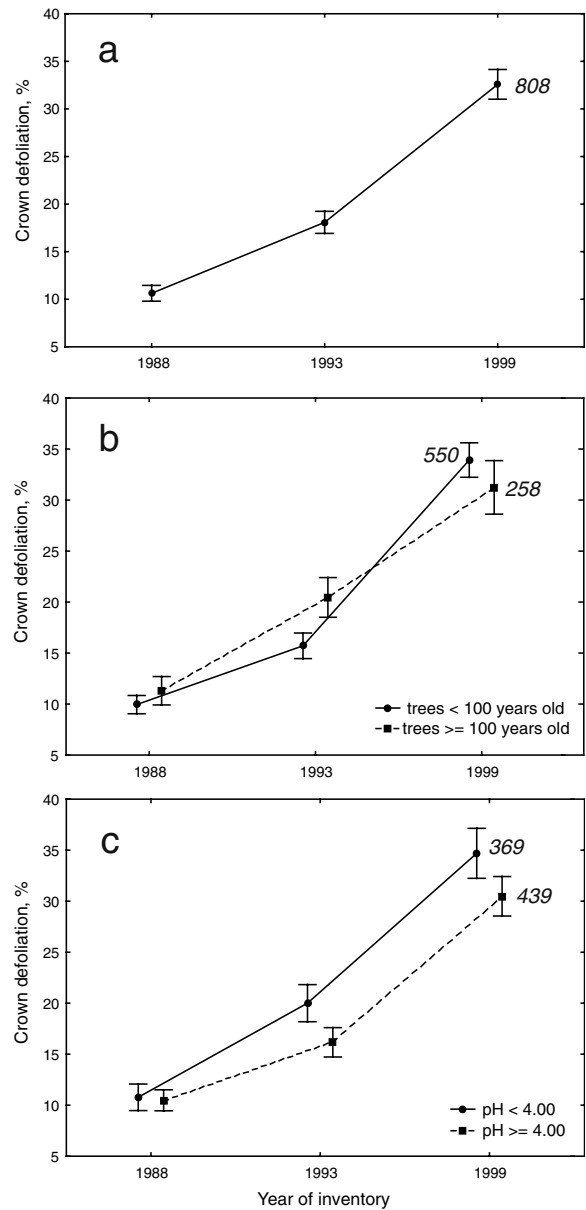 40
a
35
808
30
25
20
15
10
5
Crown defoliation, %
1988 1993 1999
40
b
35
550
258
30
25
20
15
10
5
Crown defoliation, %
trees < 100 years old
trees >= 100 years old
1988 1993 1999
40
c
35
369
439
30
25
20
15
10
5
Crown defoliation, %
pH < 4.00
pH >= 4.00
1988 1993 1999
Year of inventory